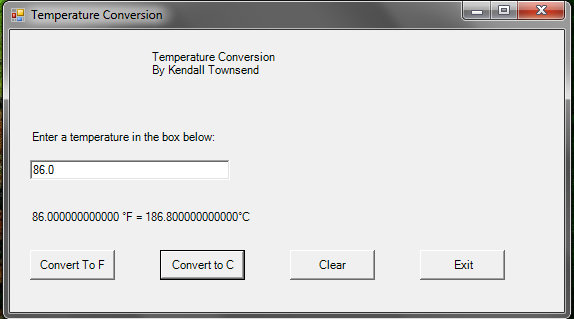 Temperature Conversion
Temperature Conversion
By Kendall Townsend
Enter a temperature in the box below:
86.0
86.000000000000 °F = 186.800000000000°C
Convert To F
Convert to C
Clear
Exit